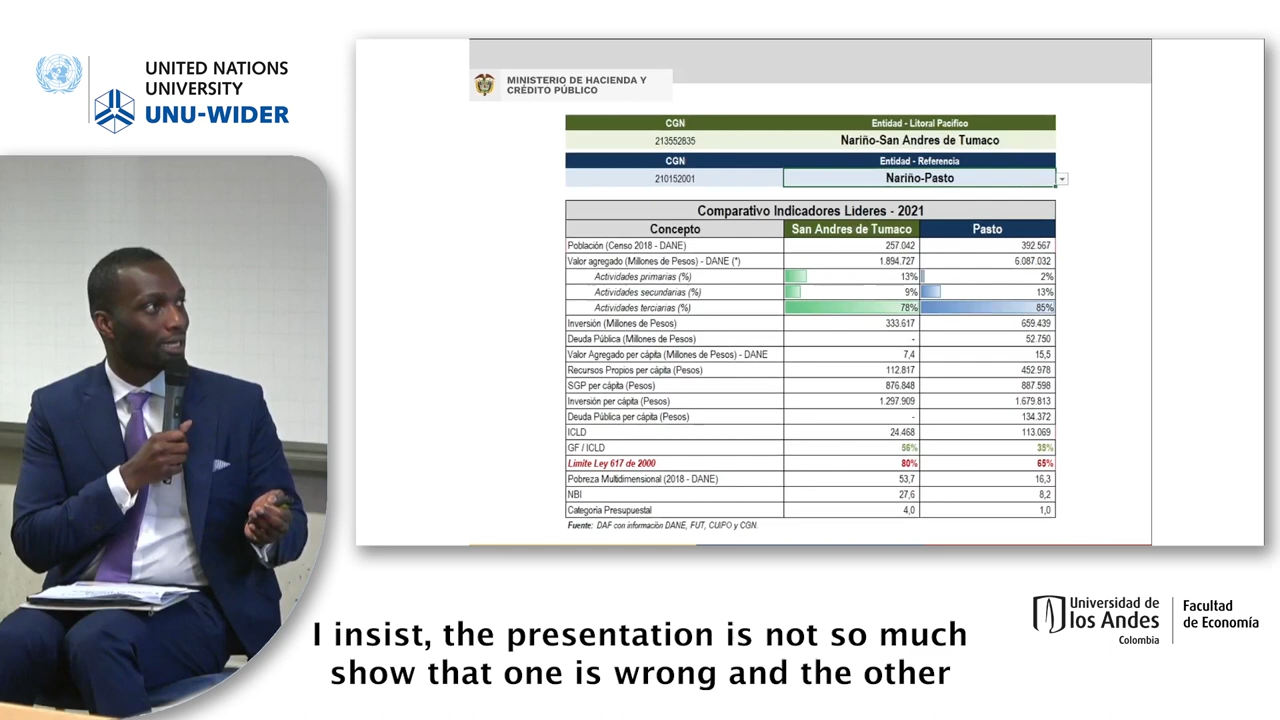 UNITED NATIONS
UNIVERSITY
UNU-WIDER
MINISTERIO DE HACIENDA Y
CRÉDITO PÚBLICO
CGN Entidad - Litoral Pacifico
213552835 Nariño-San Andres de Tumaco
CGN Entidad - Referencia
210152001 Nariño-Pasto
Comparativo Indicadores Lideres - 2021
Concepto San Andres de Tumaco Pasto
Población (Censo 2018 - DANE) 257.042 392.567
Valor agregado (Millones de Pesos) - DANE (*) 1.894.727 6.087.032
Actividades primarias (%) 13% 2%
Actividades secundarias (%) 9% 13%
Actividades terciarias (%) 78% 85%
Inversión (Millones de Pesos) 333.617 659.439
Deuda Pública (Millones de Pesos) - 52.750
Valor Agregado per cápita (Millones de Pesos) - DANE 7,4 15,5
Recursos Propios per cápita (Pesos) 112.817 452.978
SGP per cápita (Pesos) 876.848 887.598
Inversión per cápita (Pesos) 1.297.909 1.679.813
Deuda Pública per cápita (Pesos) - 134.372
ICLD 24.468 113.069
GF / ICLD 56% 35%
Limite Ley 617 de 2000 80% 65%
Pobreza Multidimensional (2018 - DANE) 53,7 16,3
NBI 27,6 8,2
Categoria Presupuestal 4,0 1,0
Fuente: DAF con información DANE, FUT, CUIPO y CGN.
Universidad de
los Andes
Colombia
Facultad
de Economía
I insist, the presentation is not so much
show that one is wrong and the other